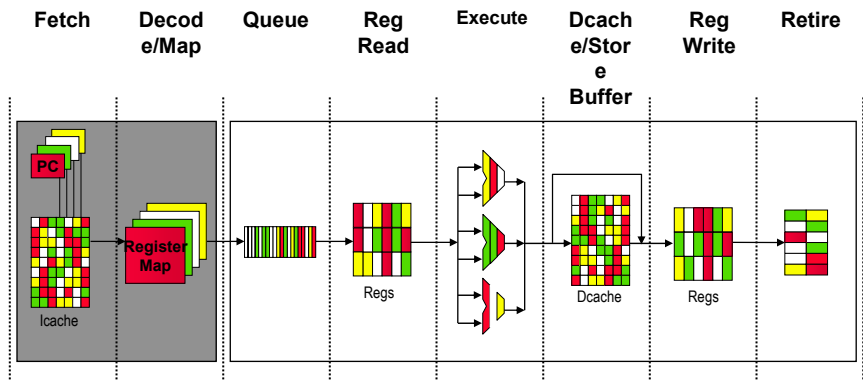 Fetch
Decod
e/Map
Queue
Reg
Read
Execute
Dcach
e/Stor
e
Buffer
Reg
Write
Retire
PC
Register
Map
Icache
Regs
Dcache
Regs